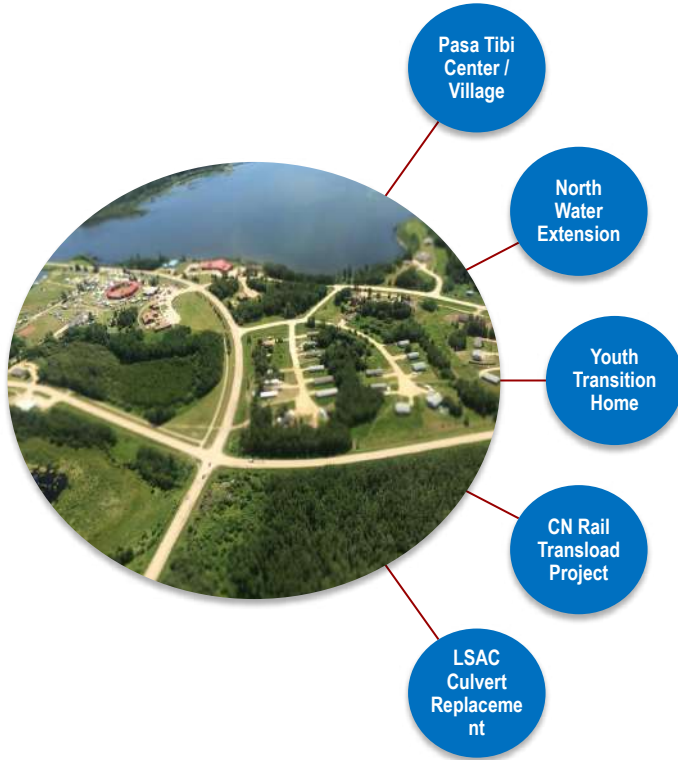 Pasa Tibi
Center /
Village
North
Water
Extension
Youth
Transition
Home
CN Rail
Transload
Project
LSAC
Culvert
Replaceme
nt